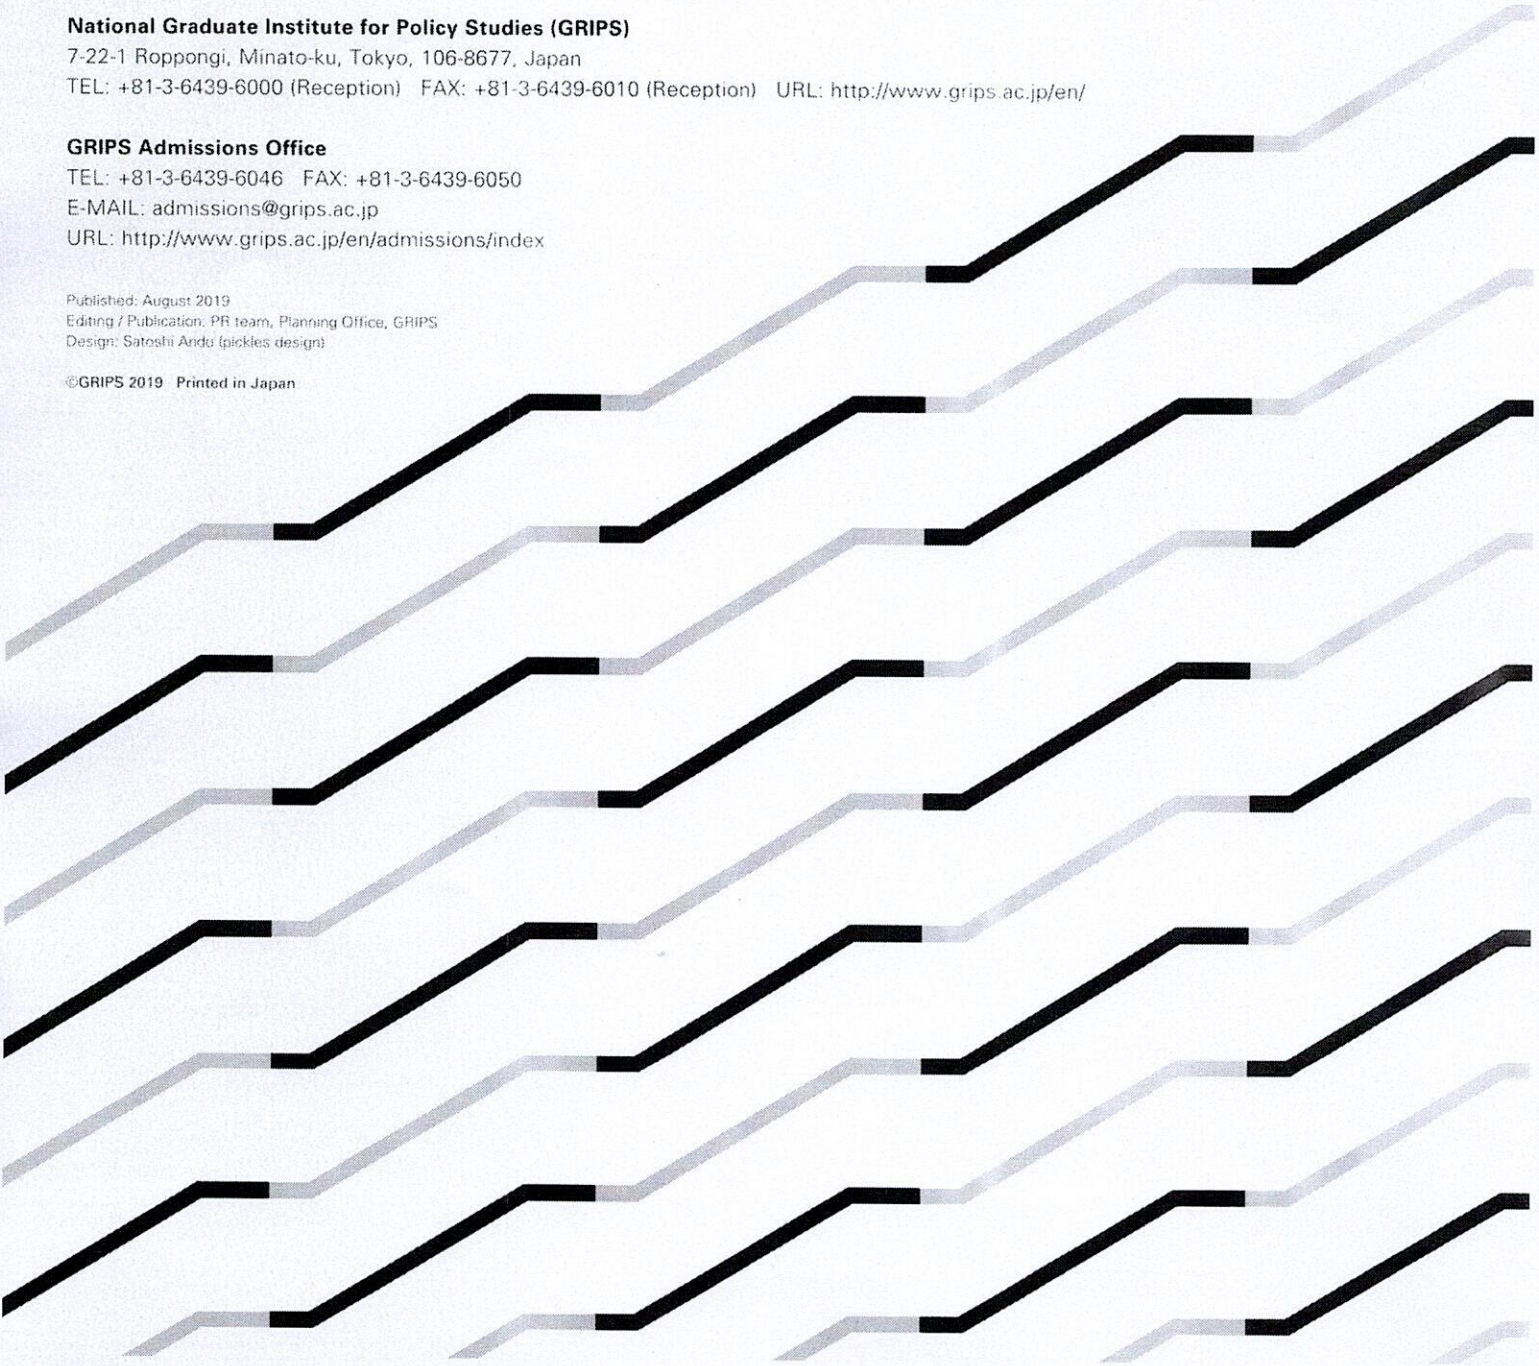 National Graduate Institute for Policy Studies (GRIPS)
7-22-1 Roppongi, Minato-ku, Tokyo, 106-8677, Japan
TEL: +81-3-6439-6000 (Reception) FAX: +81-3-6439-6010 (Reception) URL: http://www.grips.ac.jp/en/
GRIPS Admissions Office
TEL: +81-3-6439-6046 FAX: +81-3-6439-6050
E-MAIL: admissions@grips.ac.jp
URL: http://www.grips.ac.jp/en/admissions/index
Published: August 2019
Editing / Publication: PR team, Planning Office, GRIPS
Design: Satoshi Andu (pickles design)
©GRIPS 2019 Printed in Japan